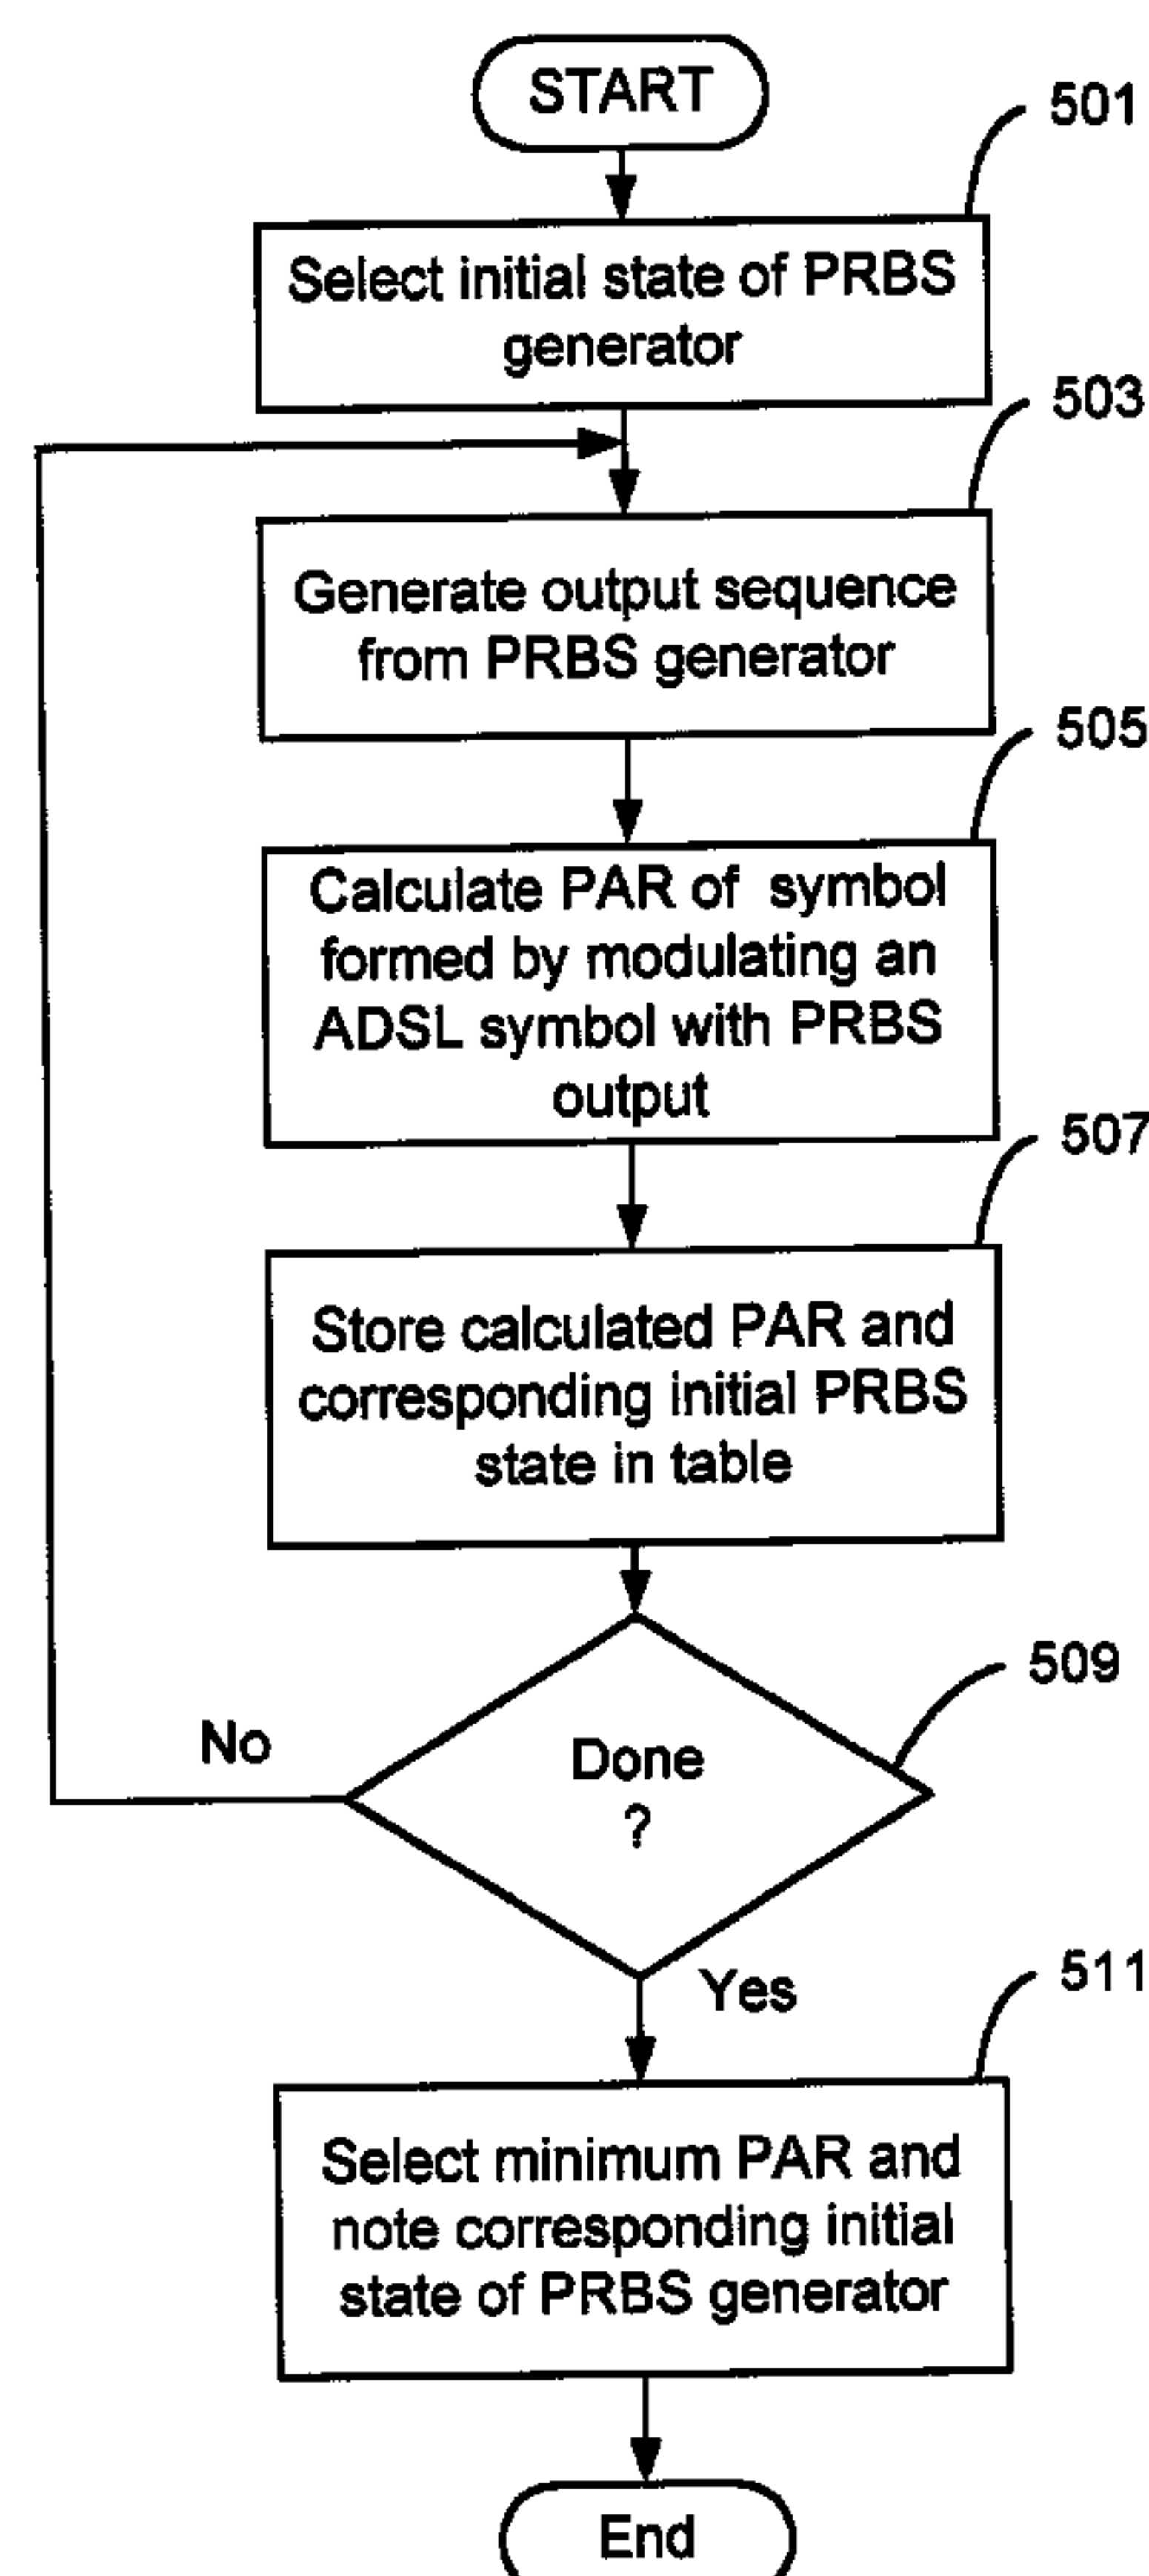 START
501
Select initial state of PRBS
generator
503
Generate output sequence
from PRBS generator
505
Calculate PAR of symbol
formed by modulating an
ADSL symbol with PRBS
output
507
Store calculated PAR and
corresponding initial PRBS
state in table
509
Done
?
No
Yes
511
Select minimum PAR and
note corresponding initial
state of PRBS generator
End